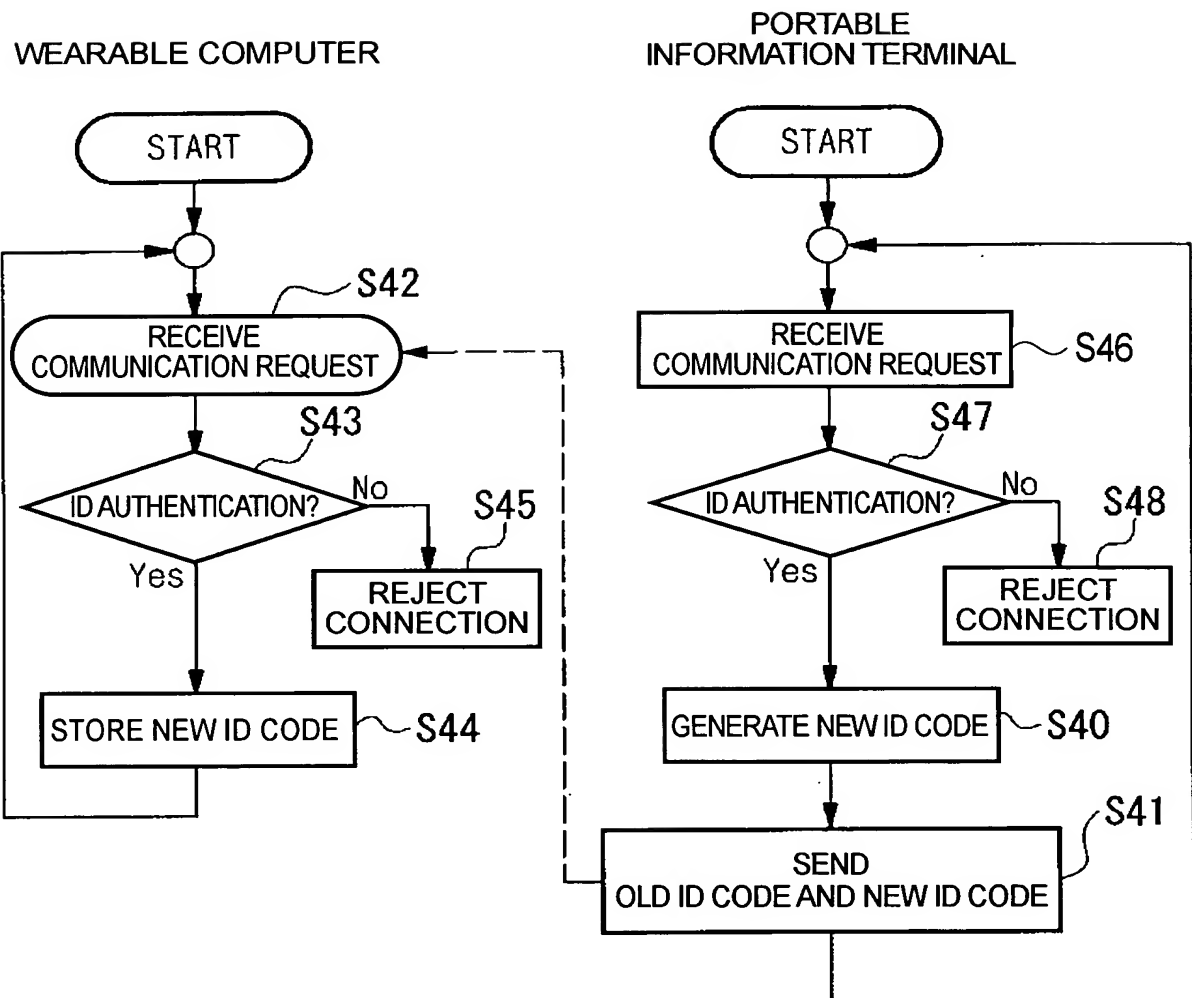 WEARABLE COMPUTER
START
S42
RECEIVE
COMMUNICATION REQUEST
S43
ID AUTHENTICATION?
No
Yes
S45
REJECT
CONNECTION
STORE NEW ID CODE
S44
PORTABLE
INFORMATION TERMINAL
START
RECEIVE
COMMUNICATION REQUEST
S46
S47
ID AUTHENTICATION?
No
Yes
S48
REJECT
CONNECTION
GENERATE NEW ID CODE
S40
S41
SEND
OLD ID CODE AND NEW ID CODE